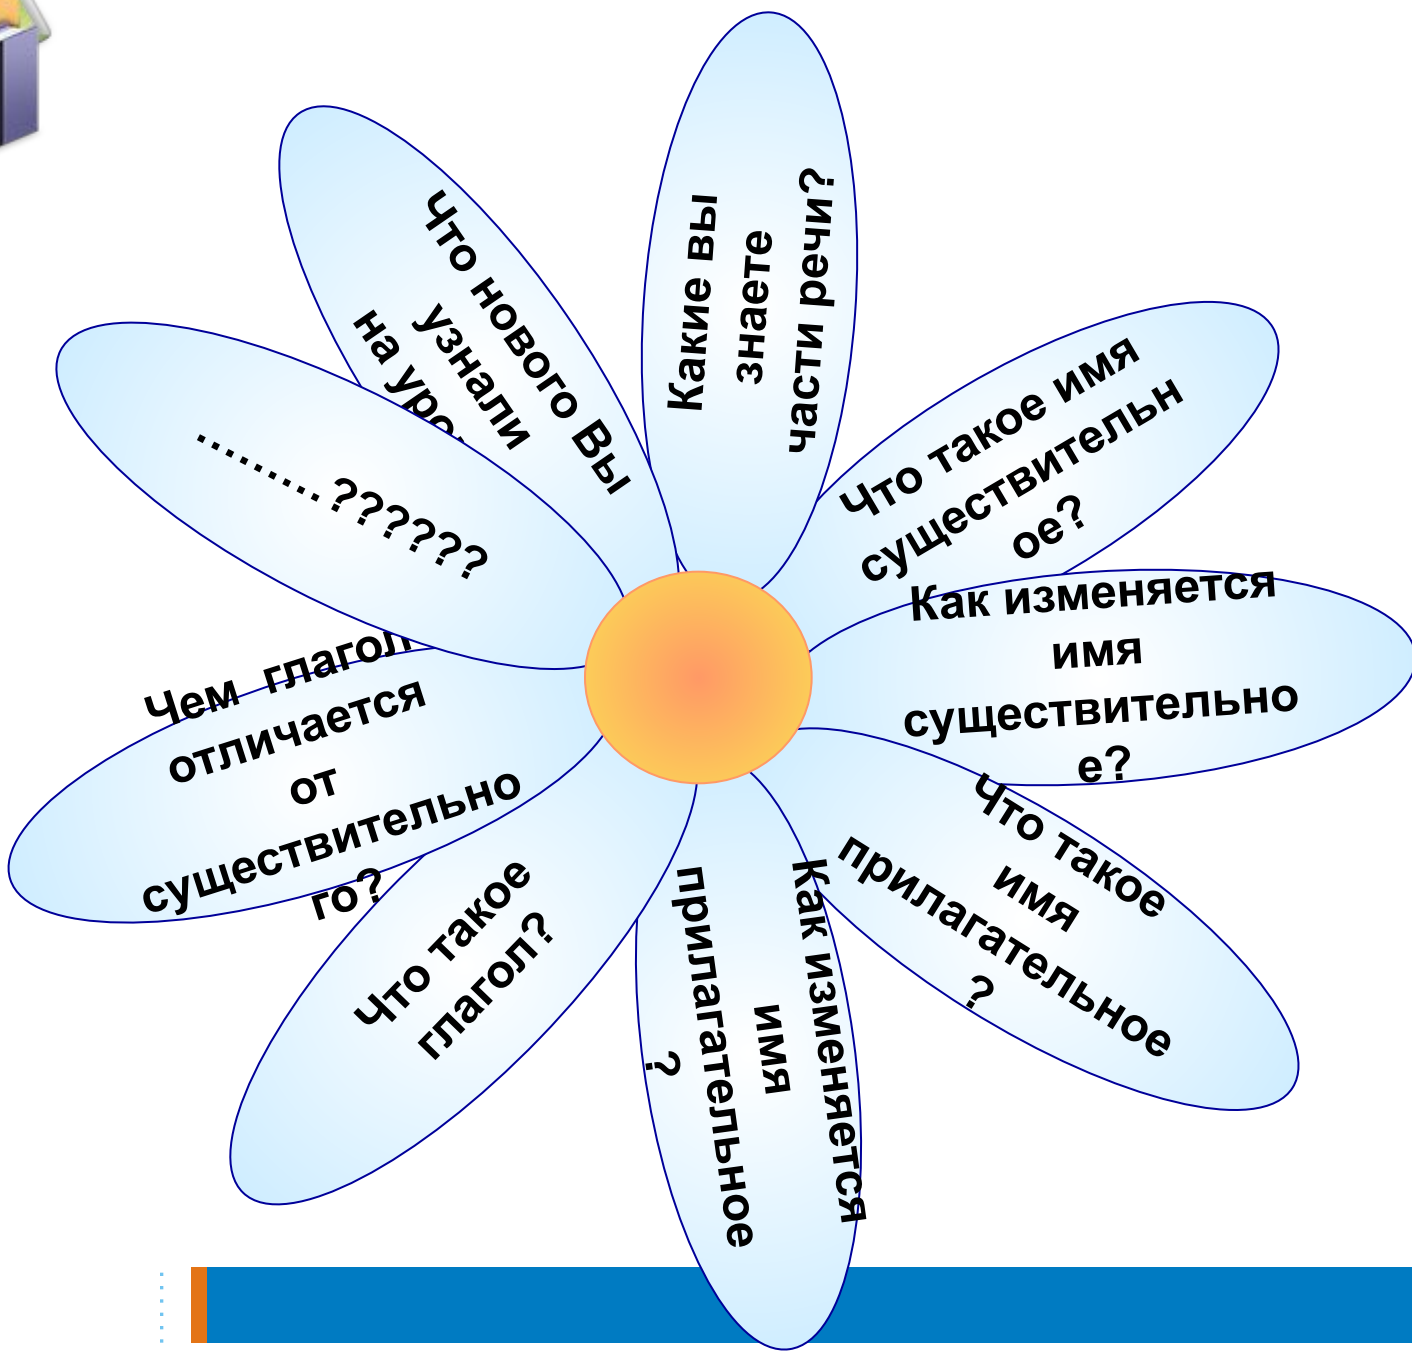 Какие вы
знаете
части речи?
Что такое имя
существительн
ое?
Как изменяется
имя
существительно
е?
Что такое
имя
прилагательное
?
Как изменяется
имя
прилагательное
?
Что такое
глагол?
Чем глагол
отличается
от
существительно
го?
.........??????
Что нового Вы
узнали
на